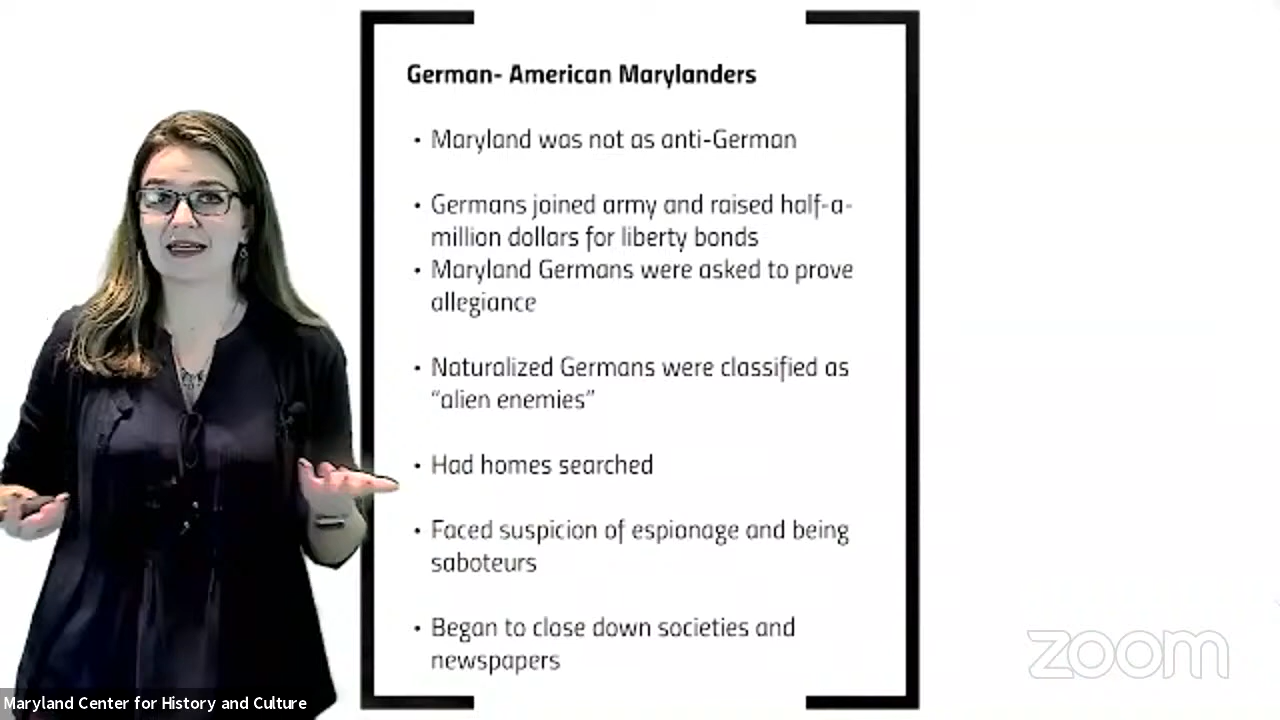 German- American Marylanders
• Maryland was not as anti-German
• Germans joined army and raised half-a-
million dollars for liberty bonds
• Maryland Germans were asked to prove
allegiance
• Naturalized Germans were classified as
“alien enemies”
• Had homes searched
• Faced suspicion of espionage and being
saboteurs
• Began to close down societies and
newspapers
zoom
Maryland Center for History and Culture